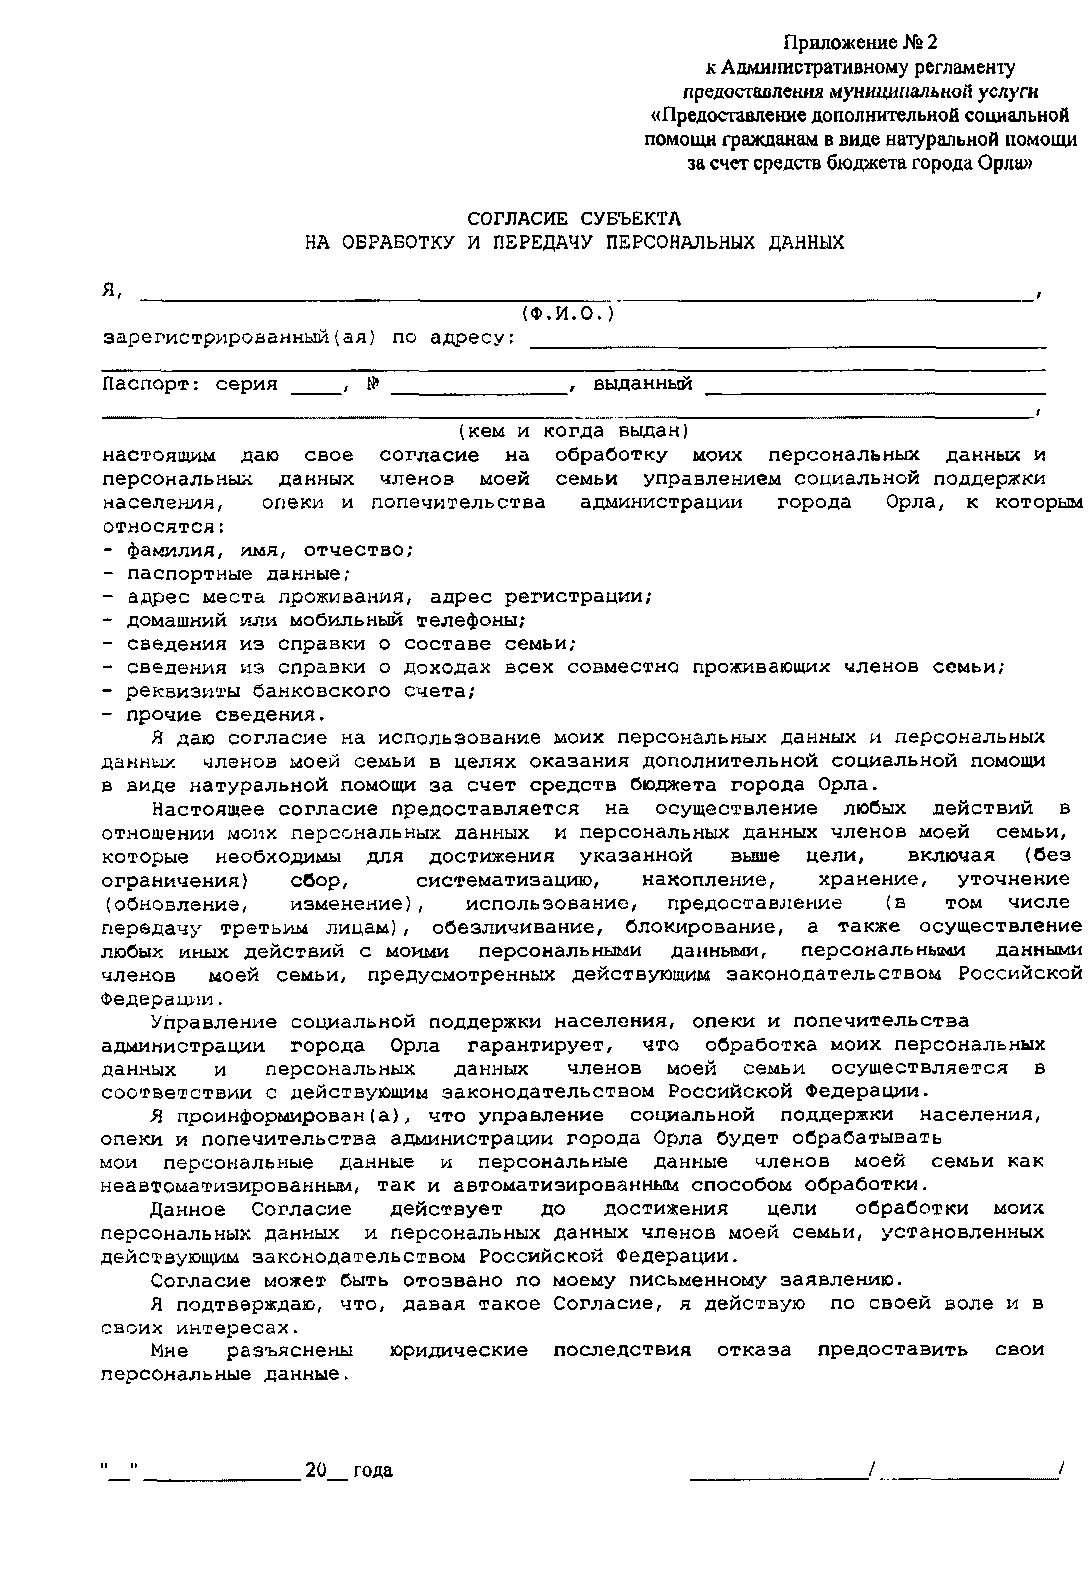 Приложение № 2
к Административному регламенту
предоставления муниципальной услуги
«Предоставление дополнительной социальной
помощи гражданам в виде натуральной помощи
за счет средств бюджета города Орла»
СОГЛАСИЕ СУБЪЕКТА
НА ОБРАБОТКУ И ПЕРЕДАЧУ ПЕРСОНАЛЬНЫХ ДАННЫХ
Я, ______________________________________________________,
(Ф.И.О.)
зарегистрированный(ая) по адресу: ______________________________
______________________________________________________
Паспорт: серия ____, № ______________, выданный ______________________
______________________________________________________,
(кем и когда выдан)
настоящим даю свое согласие на обработку моих персональных данных и
персональных данных членов моей семьи управлением социальной поддержки
населения, опеки и попечительства администрации города Орла, к которым
относятся:
- фамилия, имя, отчество;
- паспортные данные;
- адрес места проживания, адрес регистрации;
- домашний или мобильный телефоны;
- сведения из справки о составе семьи;
- сведения из справки о доходах всех совместно проживающих членов семьи;
- реквизиты банковского счета;
- прочие сведения.
Я даю согласие на использование моих персональных данных и персональных
данных членов моей семьи в целях оказания дополнительной социальной помощи
в виде натуральной помощи за счет средств бюджета города Орла.
Настоящее согласие предоставляется на осуществление любых действий в
отношении моих персональных данных и персональных данных членов моей семьи,
которые необходимы для достижения указанной выше цели, включая (без
ограничения) сбор, систематизацию, накопление, хранение, уточнение
(обновление, изменение), использование, предоставление (в том числе
передачу третьим лицам), обезличивание, блокирование, а также осуществление
любых иных действий с моими персональными данными, персональными данными
членов моей семьи, предусмотренных действующим законодательством Российской
Федерации.
Управление социальной поддержки населения, опеки и попечительства
администрации города Орла гарантирует, что обработка моих персональных
данных и персональных данных членов моей семьи осуществляется в
соответствии с действующим законодательством Российской Федерации.
Я проинформирован(а), что управление социальной поддержки населения,
опеки и попечительства администрации города Орла будет обрабатывать
мои персональные данные и персональные данные членов моей семьи как
неавтоматизированным, так и автоматизированным способом обработки.
Данное Согласие действует до достижения цели обработки моих
персональных данных и персональных данных членов моей семьи, установленных
действующим законодательством Российской Федерации.
Согласие может быть отозвано по моему письменному заявлению.
Я подтверждаю, что, давая такое Согласие, я действую по своей воле и в
своих интересах.
Мне разъяснены юридические последствия отказа предоставить свои
персональные данные.
"__" ______________ 20__ года ________________/ ________________/